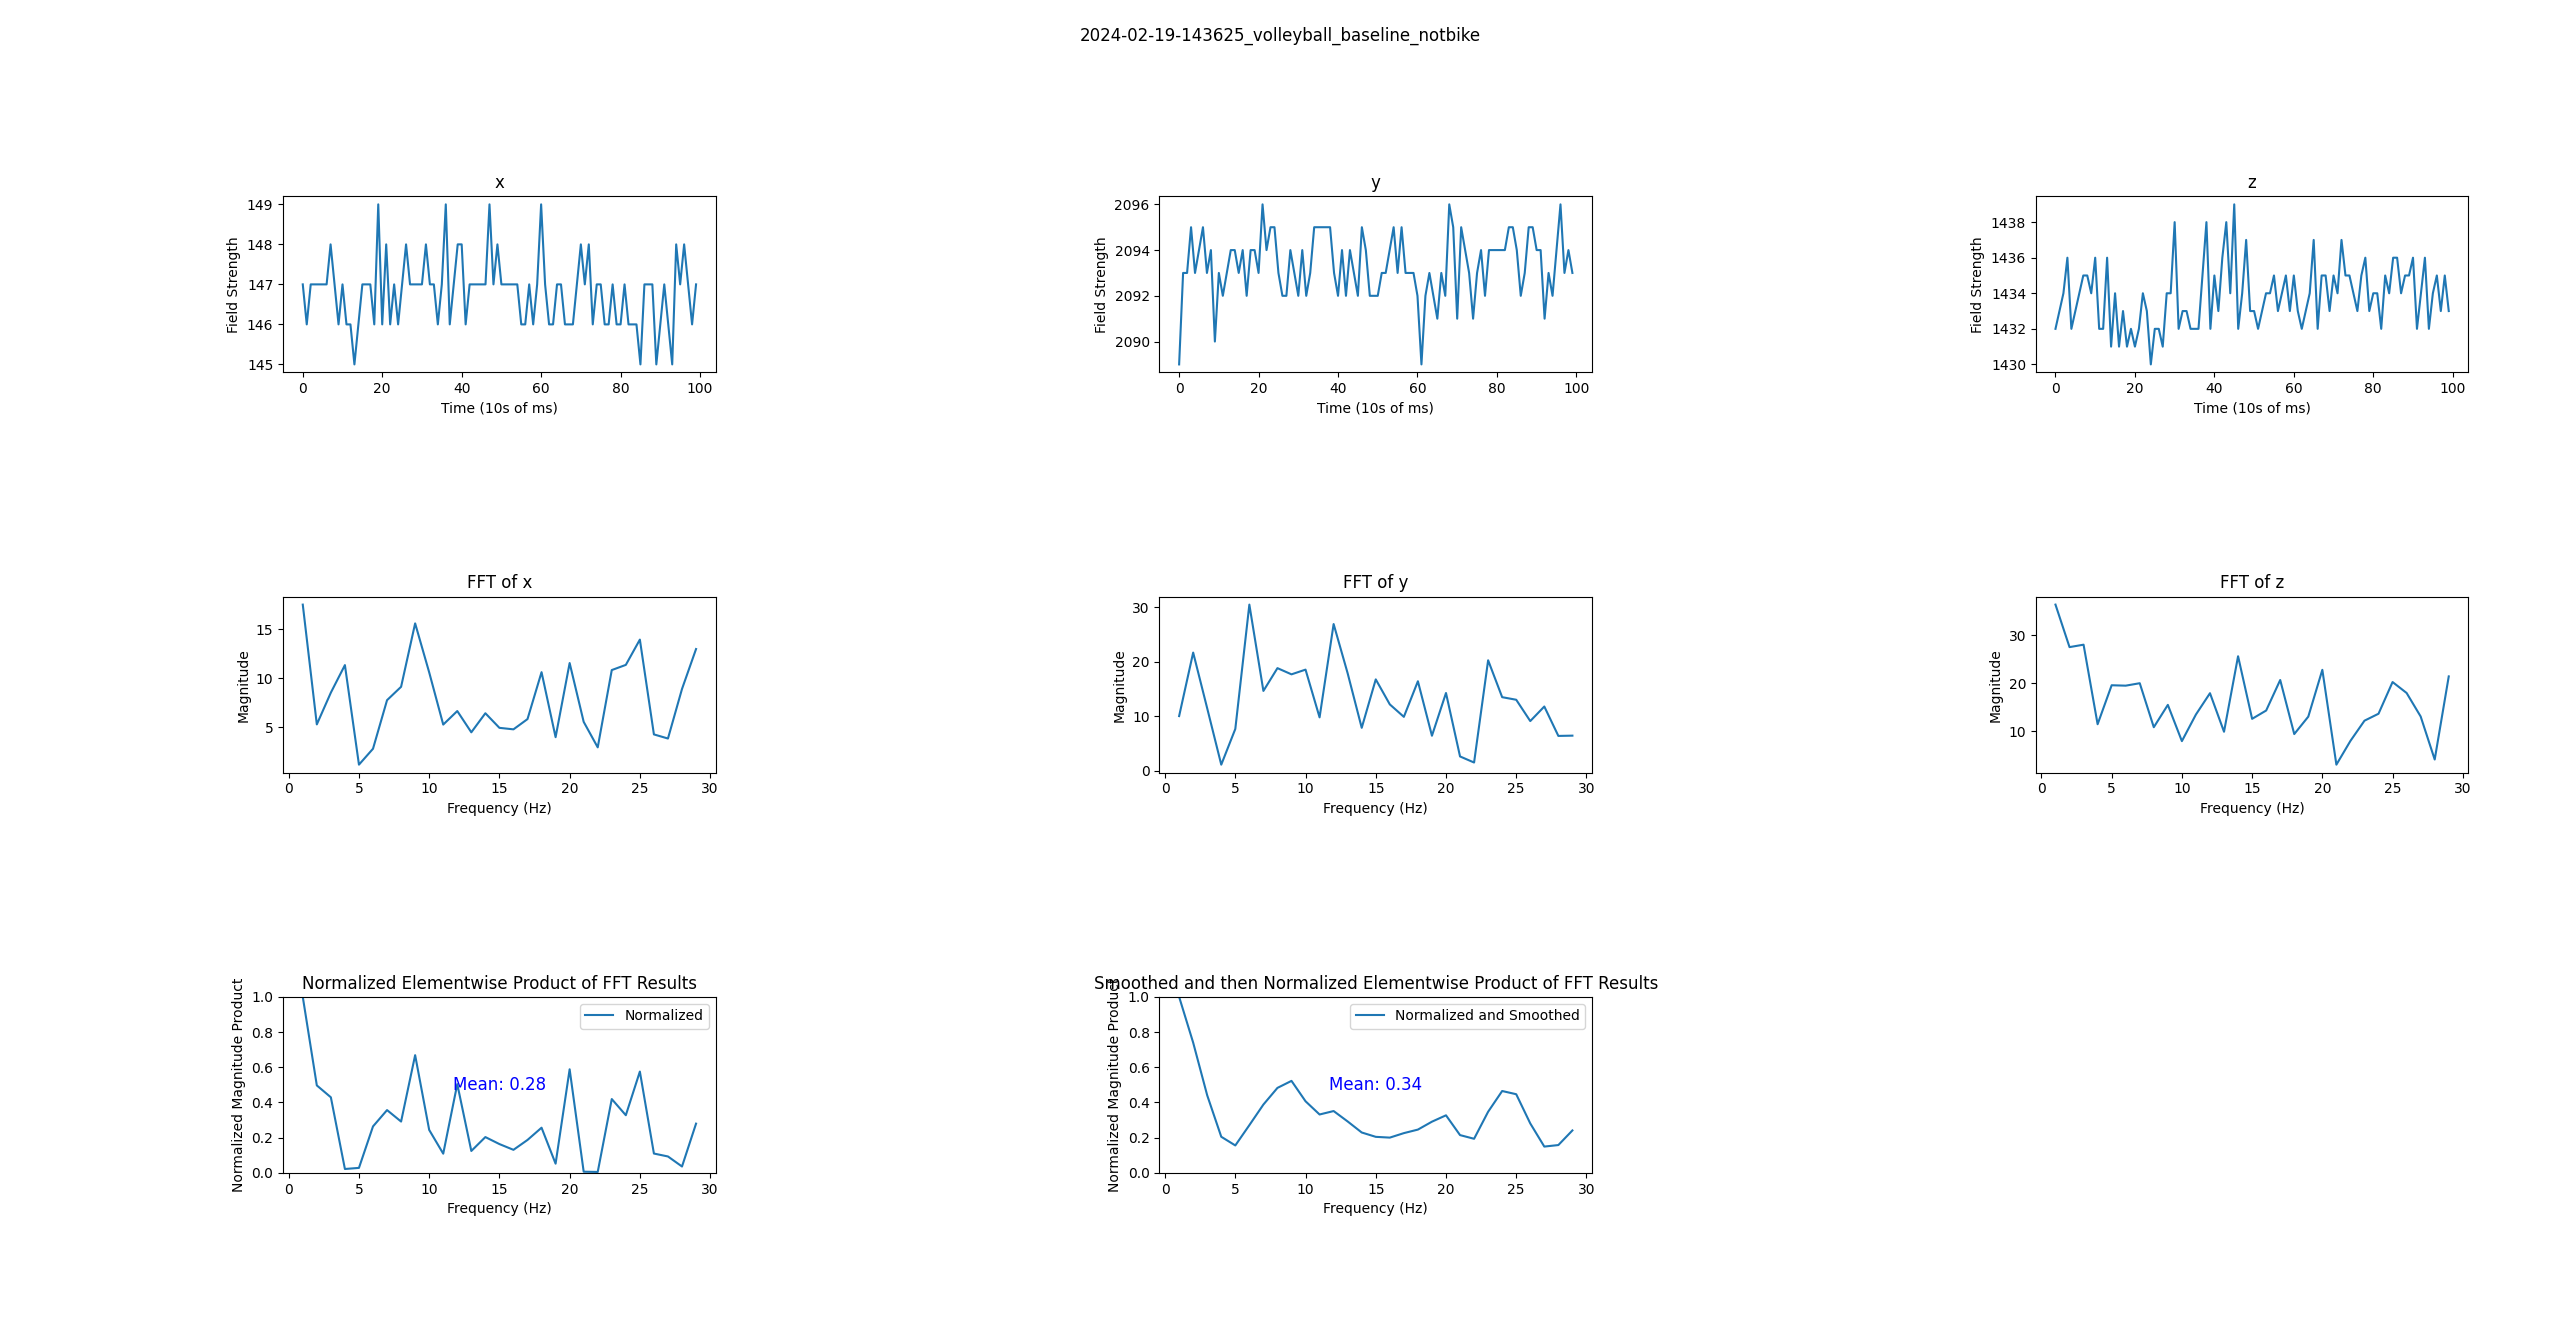 2024-02-19-143625_volleyball_baseline_notbike
x
149
148
147
146
145
Field Strength
0 20 40 60 80 100
Time (10s of ms)
y
2096
2094
2092
2090
Field Strength
0 20 40 60 80 100
Time (10s of ms)
z
1438
1436
1434
1432
1430
Field Strength
0 20 40 60 80 100
Time (10s of ms)
FFT of x
15
10
5
Magnitude
0 5 10 15 20 25 30
Frequency (Hz)
FFT of y
30
20
10
0
Magnitude
0 5 10 15 20 25 30
Frequency (Hz)
FFT of z
30
20
10
Magnitude
0 5 10 15 20 25 30
Frequency (Hz)
Normalized Elementwise Product of FFT Results
1.0
0.8
0.6
0.4
0.2
0.0
Normalized Magnitude Product
Normalized
Mean: 0.28
0 5 10 15 20 25 30
Frequency (Hz)
Smoothed and then Normalized Elementwise Product of FFT Results
1.0
0.8
0.6
0.4
0.2
0.0
Normalized Magnitude Product
Normalized and Smoothed
Mean: 0.34
0 5 10 15 20 25 30
Frequency (Hz)